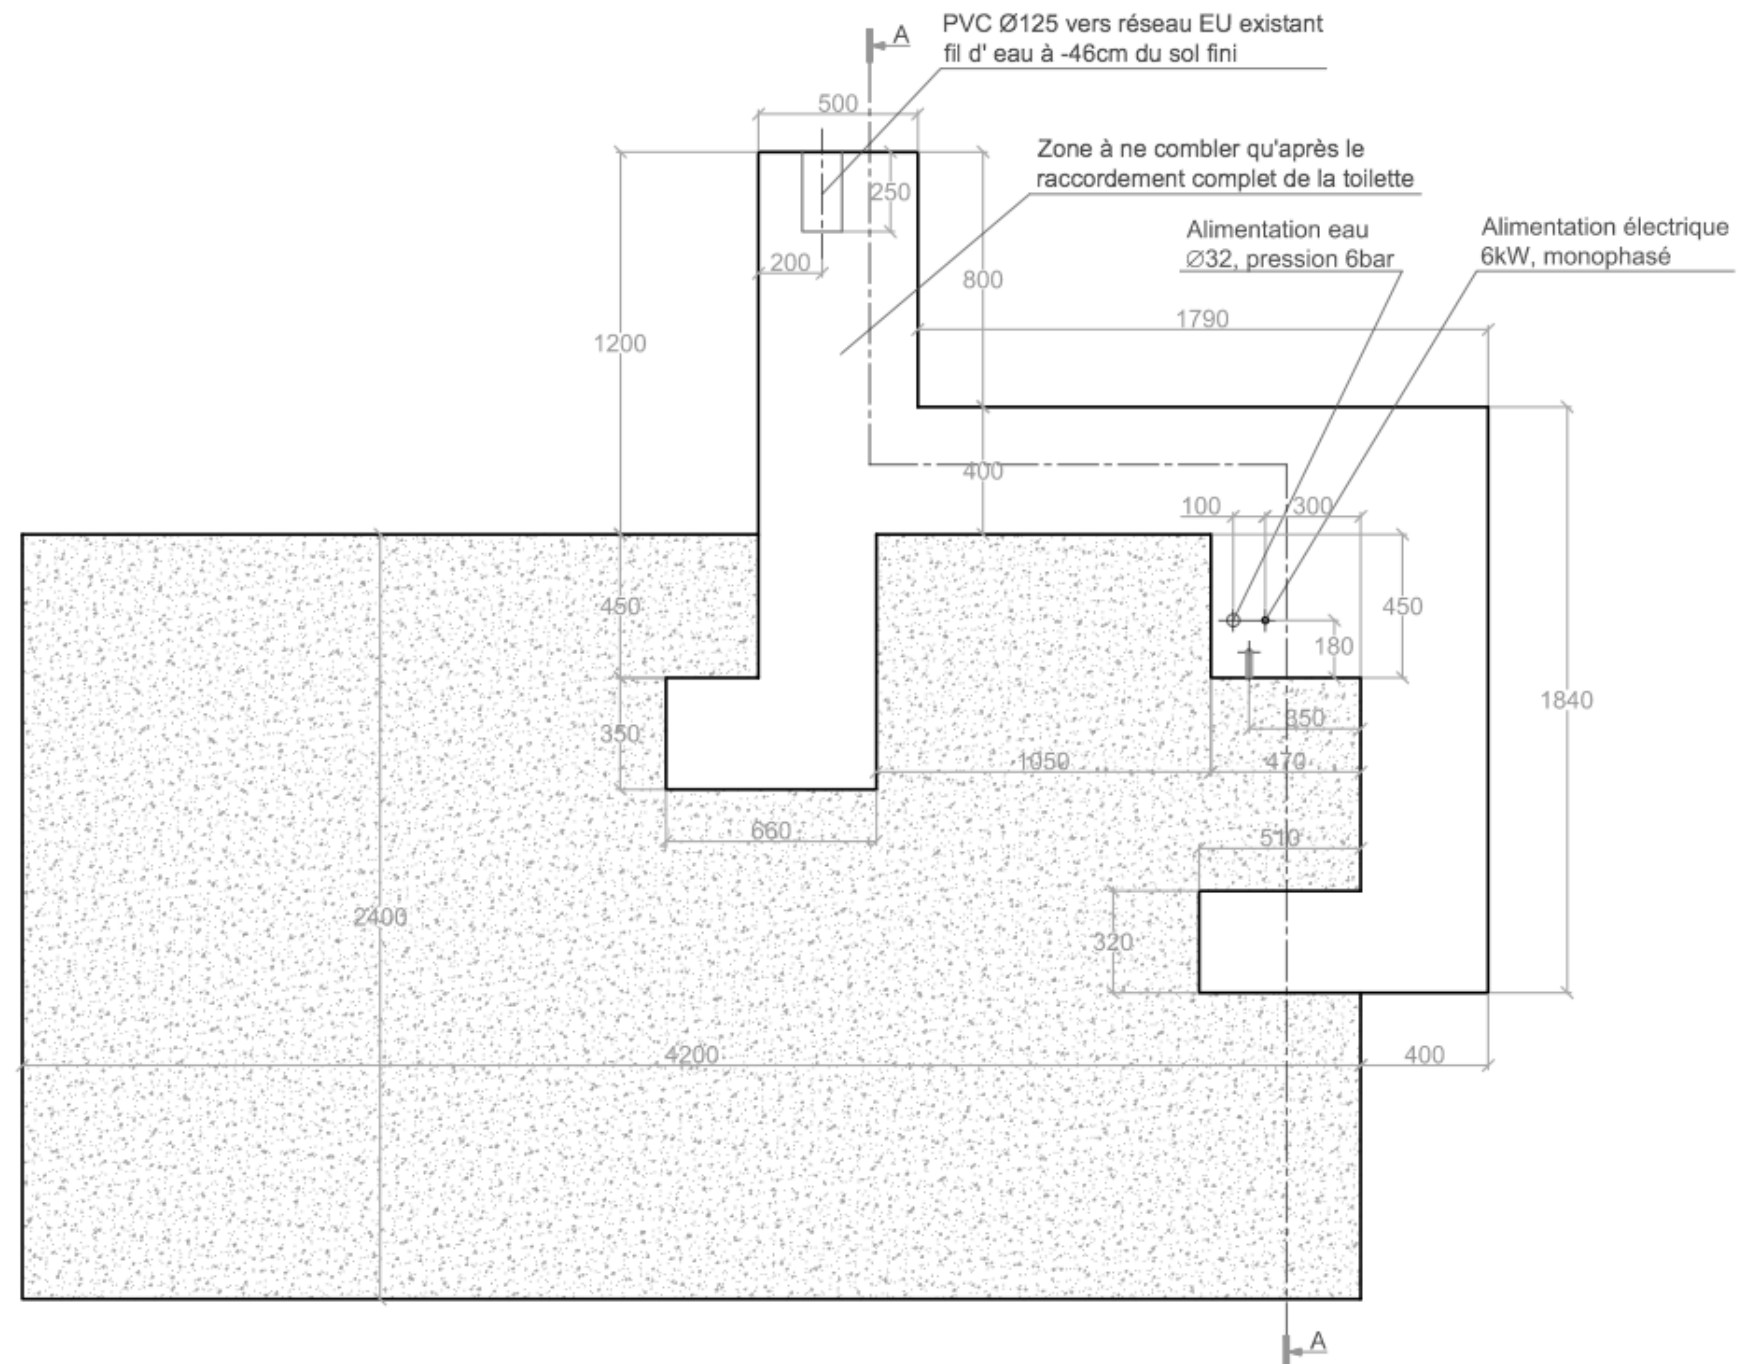 A
PVC Ø125 vers réseau EU existant
fil d' eau à -46cm du sol fini
500
Zone à ne combler qu'après le
raccordement complet de la toilette
250
Alimentation eau
Ø32, pression 6bar
Alimentation électrique
6kW, monophasé
200
800
1790
1200
400
100
300
450
450
180
1840
350
350
1050
470
660
510
2400
320
4200
400
A